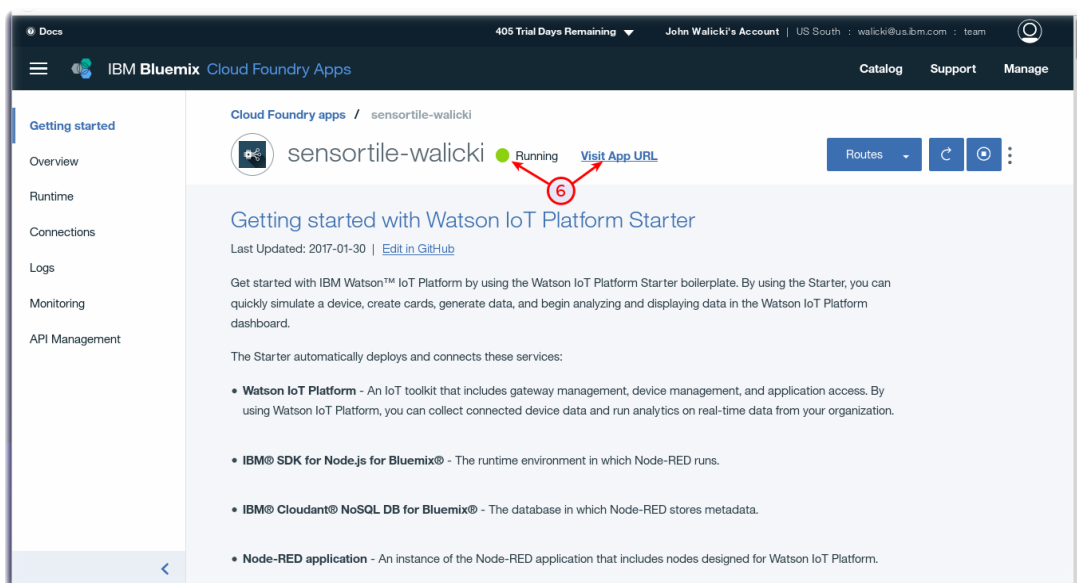 Docs
405 Trial Days Remaining
John Walicki's Account | US South : walicki@us.ibm.com : team
IBM Bluemix Cloud Foundry Apps
Catalog Support Manage
Getting started
Overview
Runtime
Connections
Logs
Monitoring
API Management
Cloud Foundry apps / sensortile-walicki
sensortile-walicki Running Visit App URL
Routes
6
Getting started with Watson IoT Platform Starter
Last Updated: 2017-01-30 | Edit in GitHub
Get started with IBM Watson™ IoT Platform by using the Watson IoT Platform Starter boilerplate. By using the Starter, you can
quickly simulate a device, create cards, generate data, and begin analyzing and displaying data in the Watson IoT Platform
dashboard.
The Starter automatically deploys and connects these services:
• Watson IoT Platform - An IoT toolkit that includes gateway management, device management, and application access. By
using Watson IoT Platform, you can collect connected device data and run analytics on real-time data from your organization.
• IBM® SDK for Node.js for Bluemix® - The runtime environment in which Node-RED runs.
• IBM® Cloudant® NoSQL DB for Bluemix® - The database in which Node-RED stores metadata.
• Node-RED application - An instance of the Node-RED application that includes nodes designed for Watson IoT Platform.